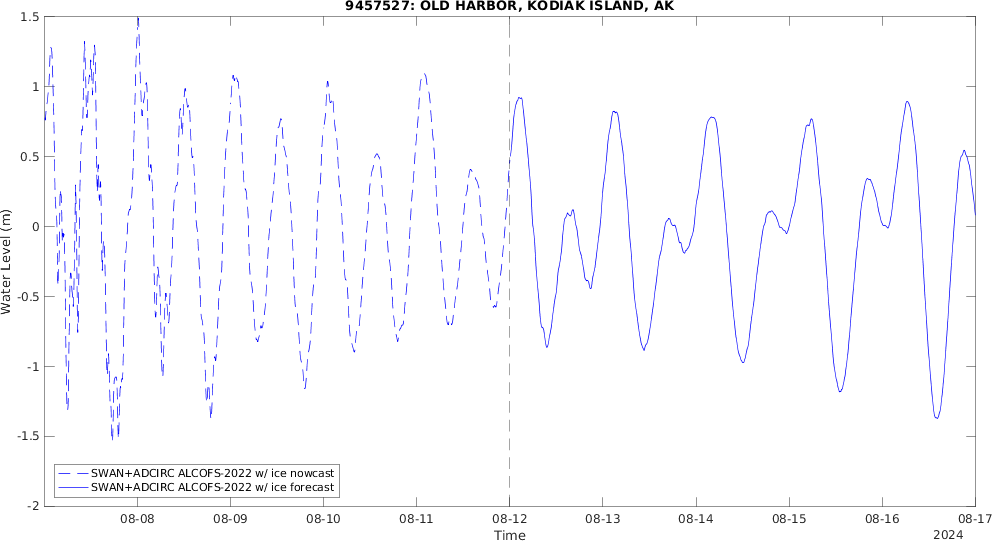 9457527: OLD HARBOR, KODIAK ISLAND, AK
Water Level (m)
1.5
1
0.5
0
-0.5
-1
-1.5
-2
SWAN+ADCIRC ALCOFS-2022 w/ ice nowcast
SWAN+ADCIRC ALCOFS-2022 w/ ice forecast
08-08 08-09 08-10 08-11 08-12 08-13 08-14 08-15 08-16 08-17
Time
2024